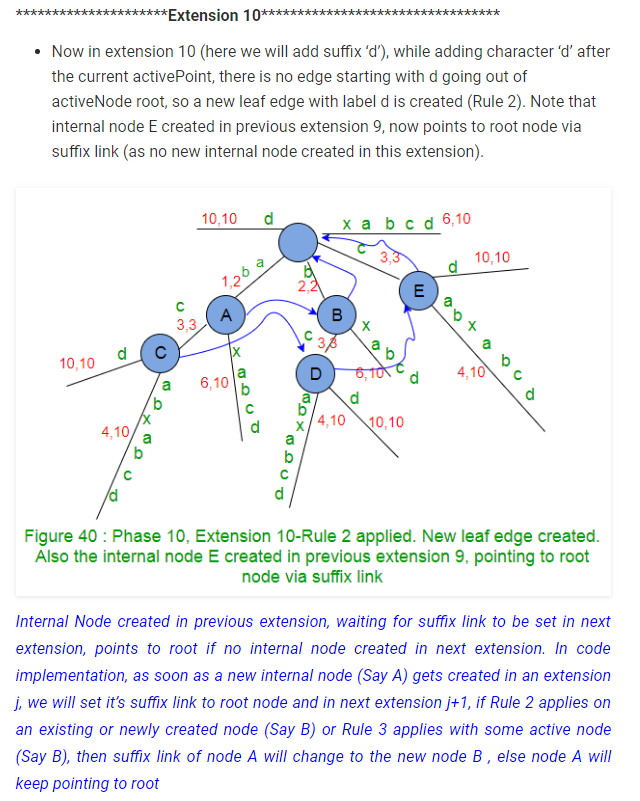 *********************Extension 10*********************************
• Now in extension 10 (here we will add suffix ‘d’), while adding character ‘d’ after
the current activePoint, there is no edge starting with d going out of
activeNode root, so a new leaf edge with label d is created (Rule 2). Note that
internal node E created in previous extension 9, now points to root node via
suffix link (as no new internal node created in this extension).
10,10 d
x a b c d 6,10
a b 1,2
b 2,2
c 3,3
d 10,10
E
A
B
c 3,3
C
d 10,10
a b x a b c d 4,10
x a b c d 6,10
c 3,3
D
x a b c d 6,10
a b x a b c d 4,10
d 10,10
a b x a b c d 4,10
Figure 40 : Phase 10, Extension 10-Rule 2 applied. New leaf edge created.
Also the internal node E created in previous extension 9, pointing to root
node via suffix link
Internal Node created in previous extension, waiting for suffix link to be set in next
extension, points to root if no internal node created in next extension. In code
implementation, as soon as a new internal node (Say A) gets created in an extension
j, we will set it’s suffix link to root node and in next extension j+1, if Rule 2 applies on
an existing or newly created node (Say B) or Rule 3 applies with some active node
(Say B), then suffix link of node A will change to the new node B , else node A will
keep pointing to root